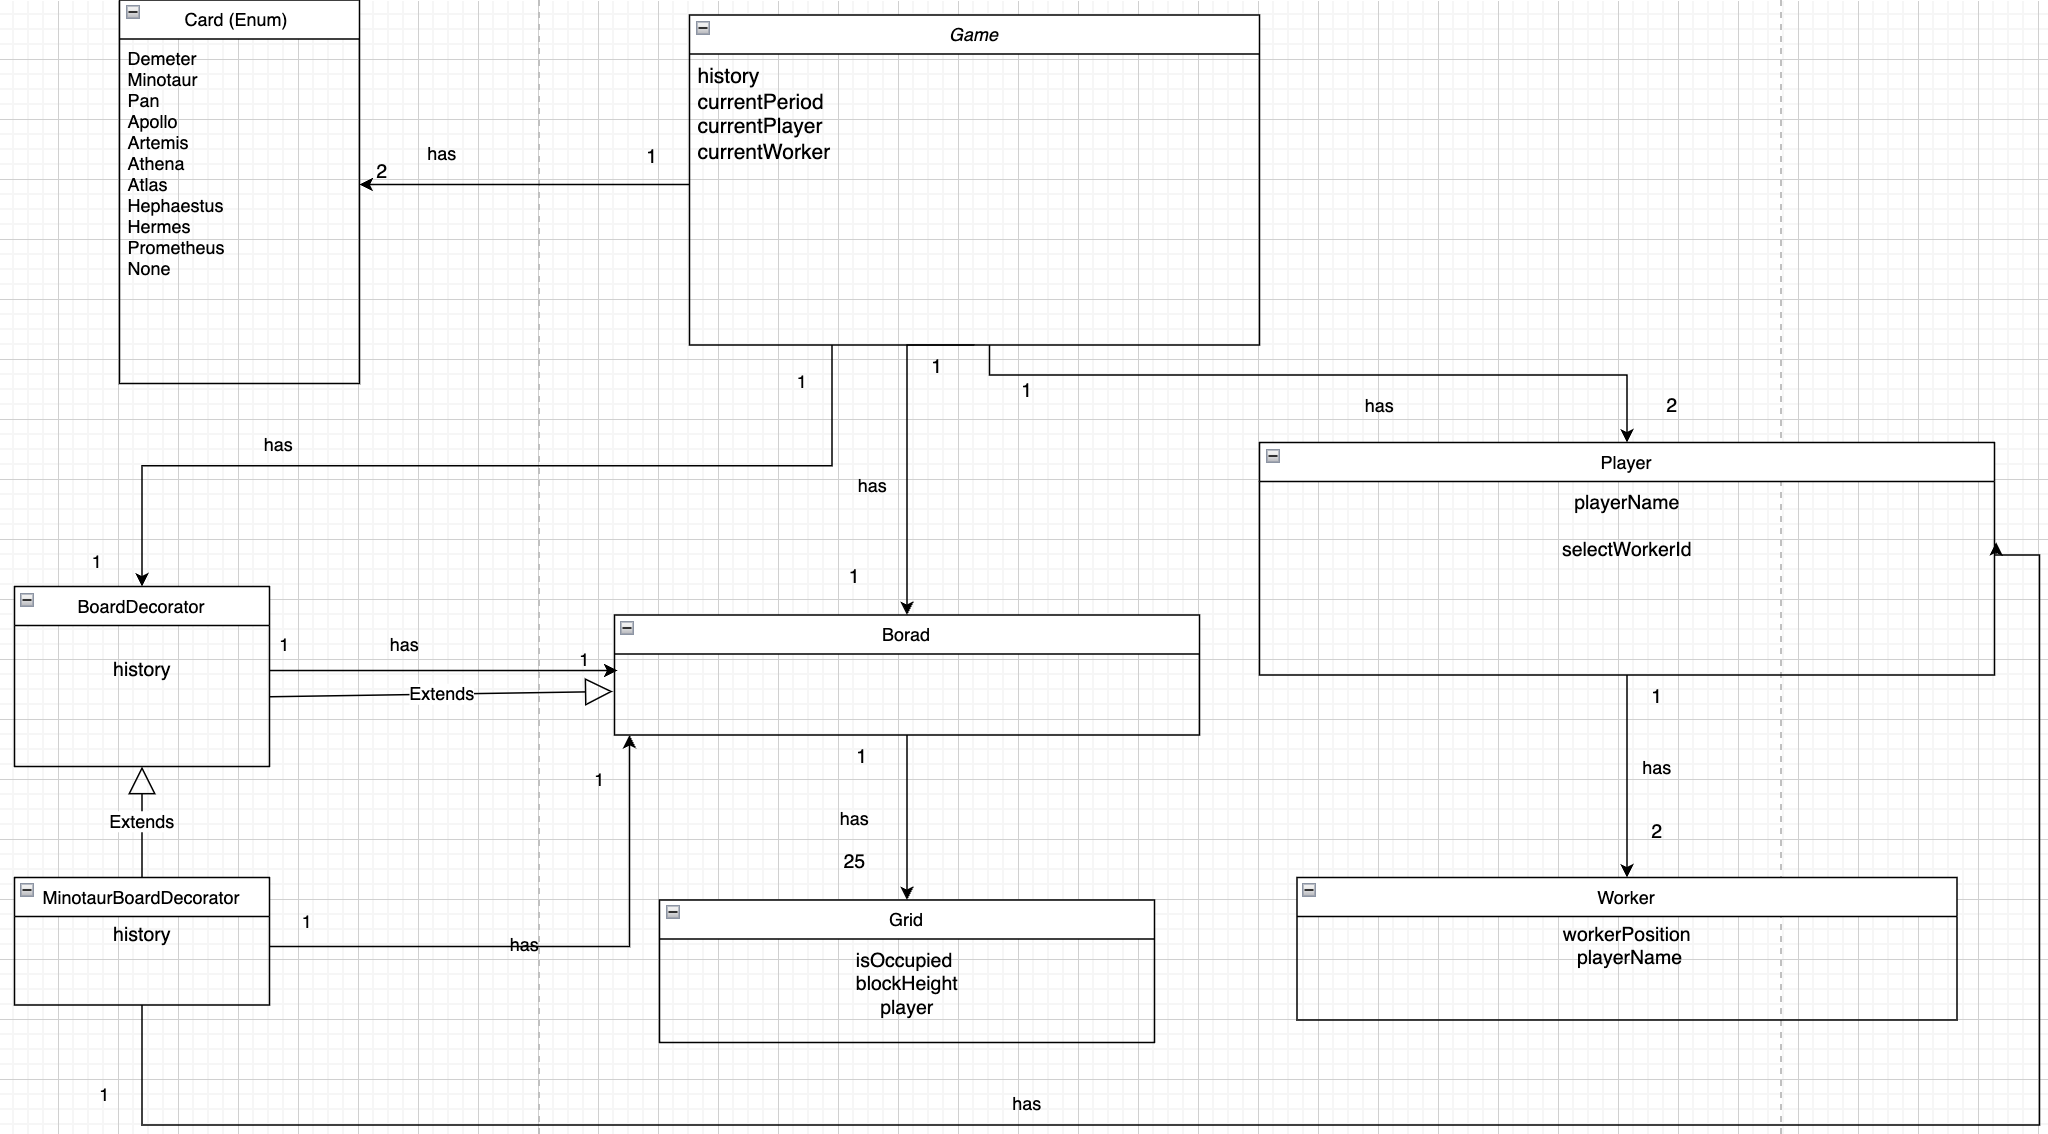 Card (Enum)
Demeter
Minotaur
Pan
Apollo
Artemis
Athena
Atlas
Hephaestus
Hermes
Prometheus
None
Game
history
currentPeriod
currentPlayer
currentWorker
has
1
2
1
1
1
has
2
has
has
1
1
Player
playerName
selectWorkerId
BoardDecorator
history
1
has
1
Extends
Borad
1
has
2
1
1
has
25
Extends
MinotaurBoardDecorator
history
1
has
Grid
isOccupied
blockHeight
player
Worker
workerPosition
playerName
1
has